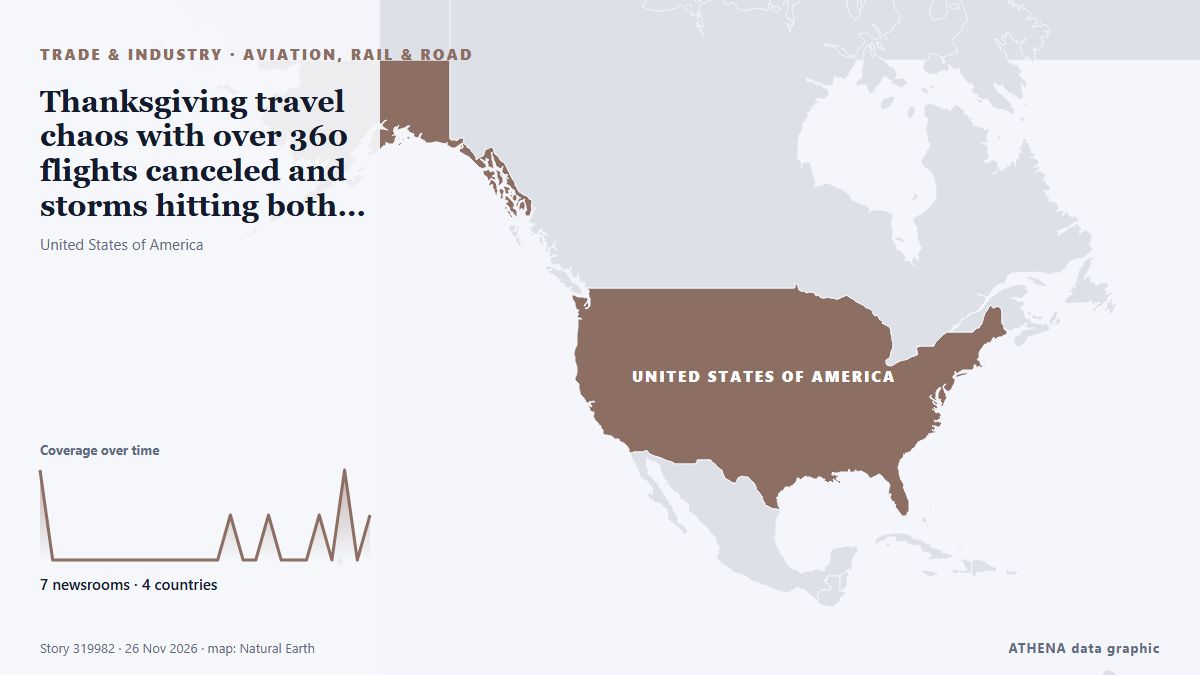 TRADE & INDUSTRY · AVIATION, RAIL & ROAD
Thanksgiving travel
chaos with over 360
flights canceled and
storms hitting both...
United States of America
UNITED STATES OF AMERICA
Coverage over time
7 newsrooms · 4 countries
Story 319982 · 26 Nov 2026 · map: Natural Earth
ATHENA data graphic